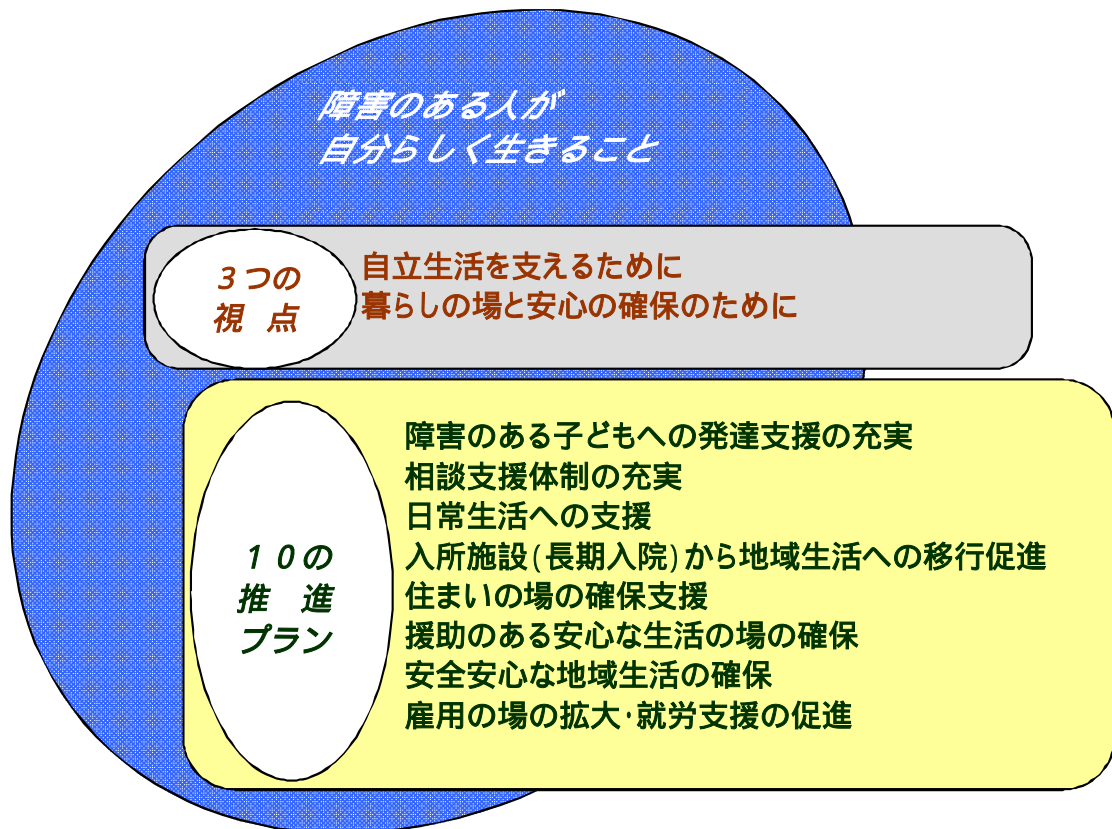 障害のある人が
自分らしく生きること
3つの
視 点
自立生活を支えるために
暮らしの場と安心の確保のために
10の
推 進
プラン
障害のある子どもへの発達支援の充実
相談支援体制の充実
日常生活への支援
入所施設(長期入院)から地域生活への移行促進
住まいの場の確保支援
援助のある安心な生活の場の確保
安全安心な地域生活の確保
雇用の場の拡大・就労支援の促進